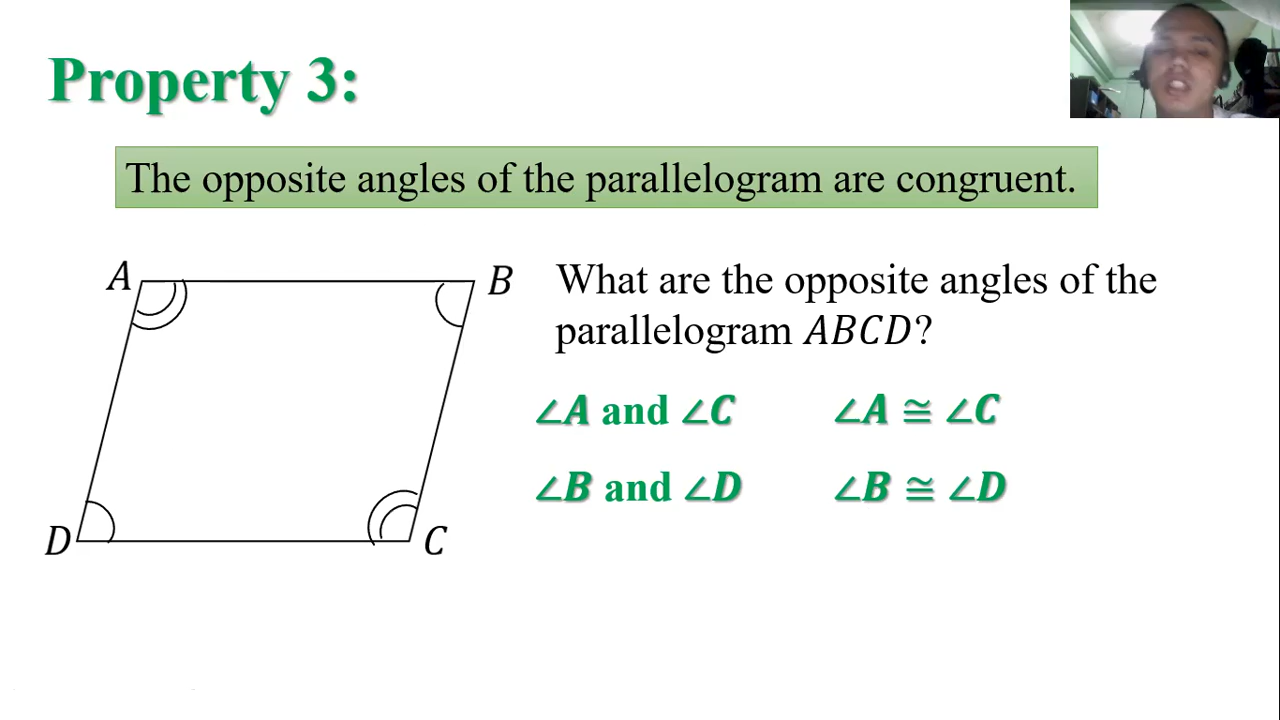 Property 3:
The opposite angles of the parallelogram are congruent.
A
B
What are the opposite angles of the
parallelogram ABCD?
∠A and ∠C
∠A ≅ ∠C
∠B and ∠D
∠B ≅ ∠D
D
C